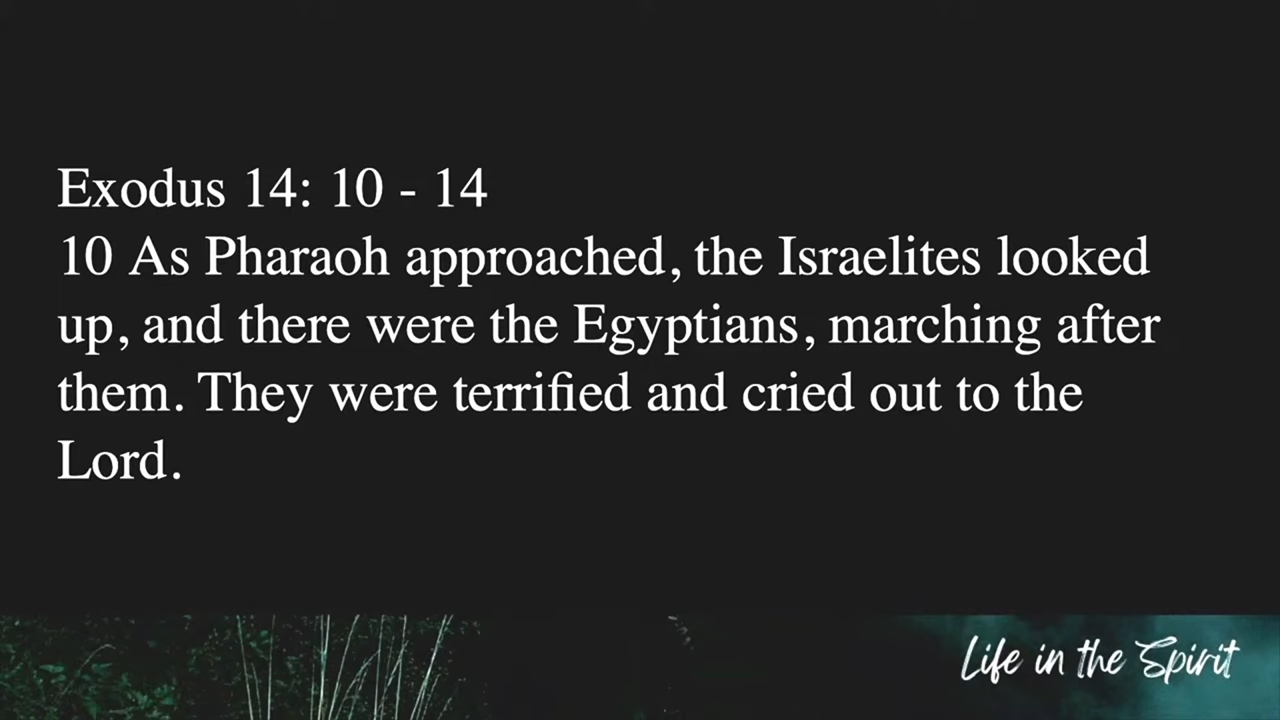 Exodus 14: 10 - 14
10 As Pharaoh approached, the Israelites looked
up, and there were the Egyptians, marching after
them. They were terrified and cried out to the
Lord.
Life in the Spirit